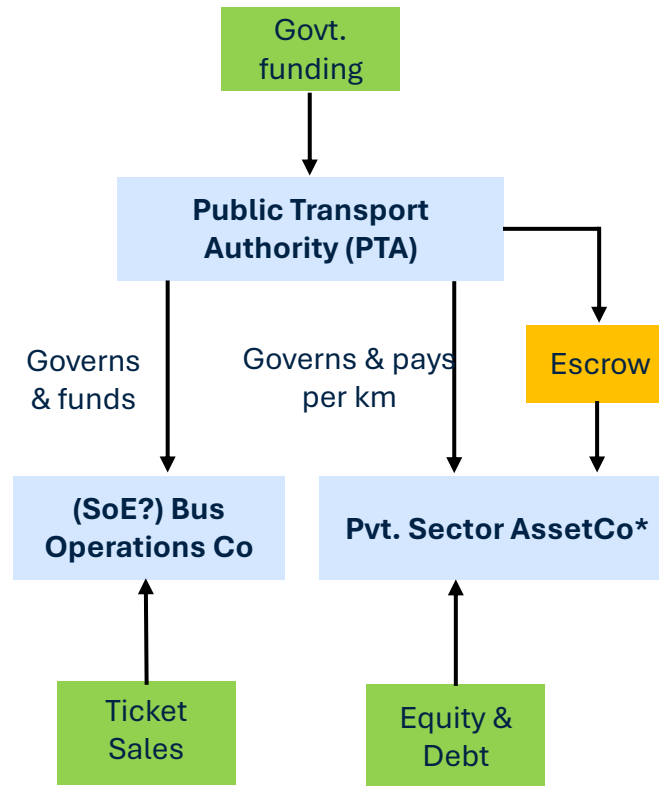 Govt.
funding
Public Transport
Authority (PTA)
Governs
& funds
Governs & pays
per km
Escrow
(SoE?) Bus
Operations Co
Pvt. Sector AssetCo*
Ticket
Sales
Equity &
Debt